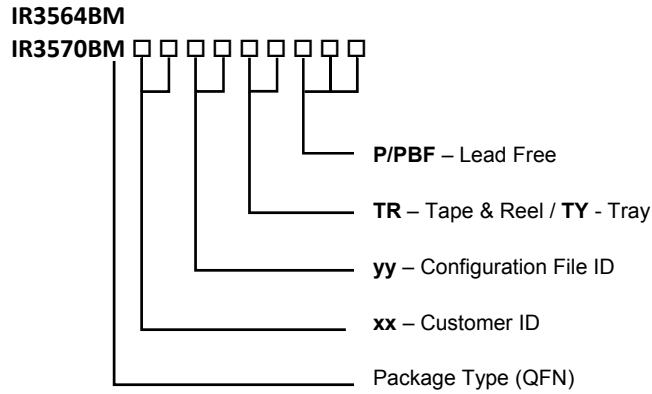 IR3564BM
IR3570BM □ □ □ □ □ □ □ □ □
P/PBF – Lead Free
TR – Tape & Reel / TY - Tray
yy – Configuration File ID
xx – Customer ID
Package Type (QFN)